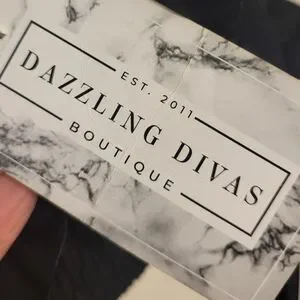 EST. 2011
DAZZLING DIVAS
BOUTIQUE